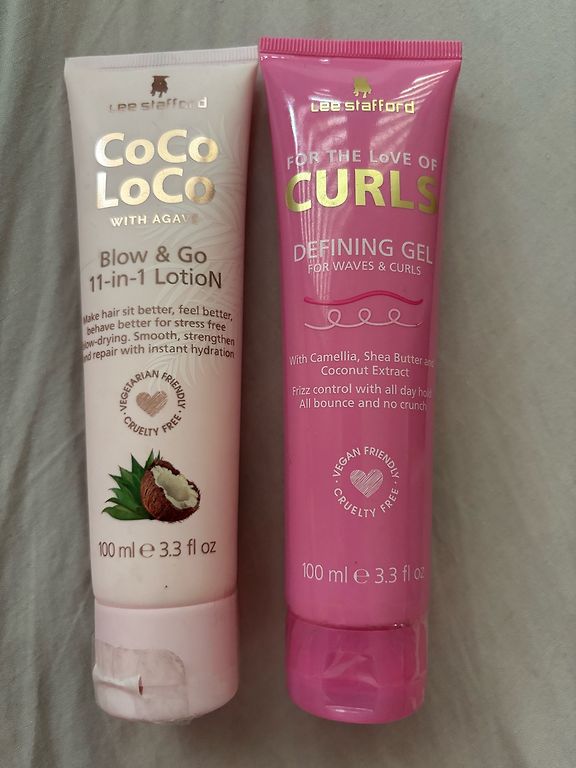 Lee Stafford
CoCo
LoCo
WITH AGAVE
Blow & Go
11-in-1 LotioN
Make hair sit better, feel better,
behave better for stress free
blow-drying. Smooth, strengthen
and repair with instant hydration
VEGETARIAN FRIENDLY
CRUELTY FREE
100 ml e 3.3 fl oz
Lee Stafford
FOR THE LoVE OF
CURLS
DEFINING GEL
FOR WAVES & CURLS
With Camellia, Shea Butter and
Coconut Extract
Frizz control with all day hold
All bounce and no crunch
VEGAN FRIENDLY
CRUELTY FREE
100 ml e 3.3 fl oz